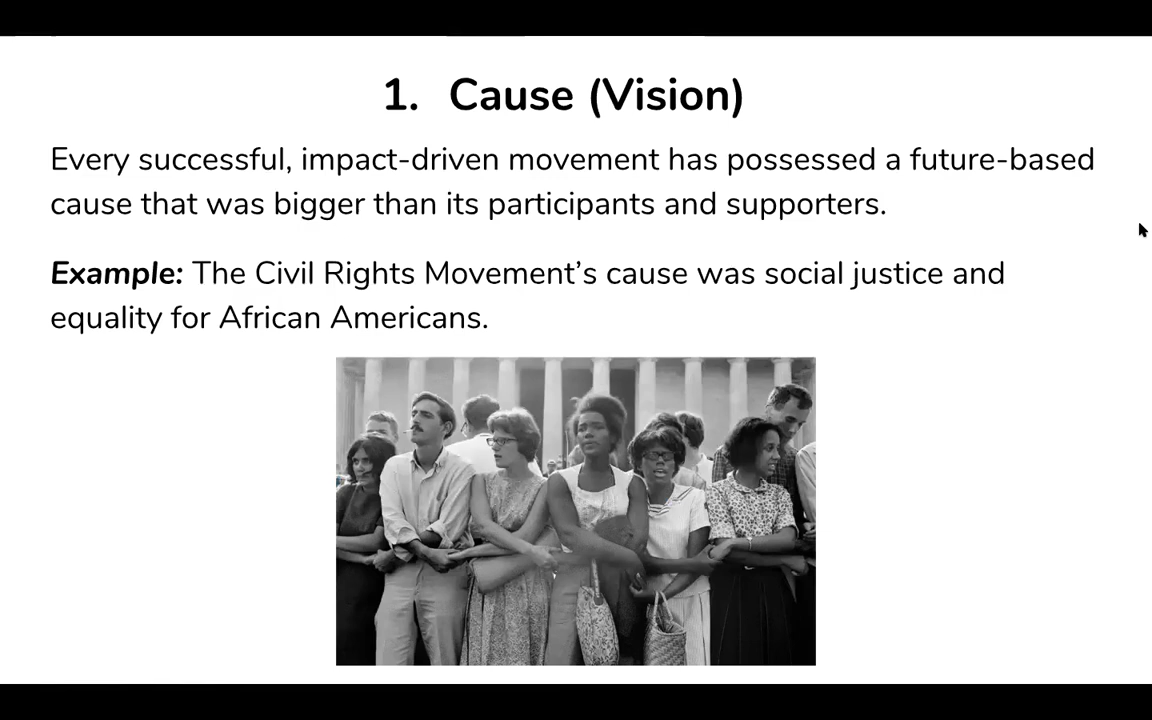 1. Cause (Vision)
Every successful, impact-driven movement has possessed a future-based
cause that was bigger than its participants and supporters.
Example: The Civil Rights Movement’s cause was social justice and
equality for African Americans.